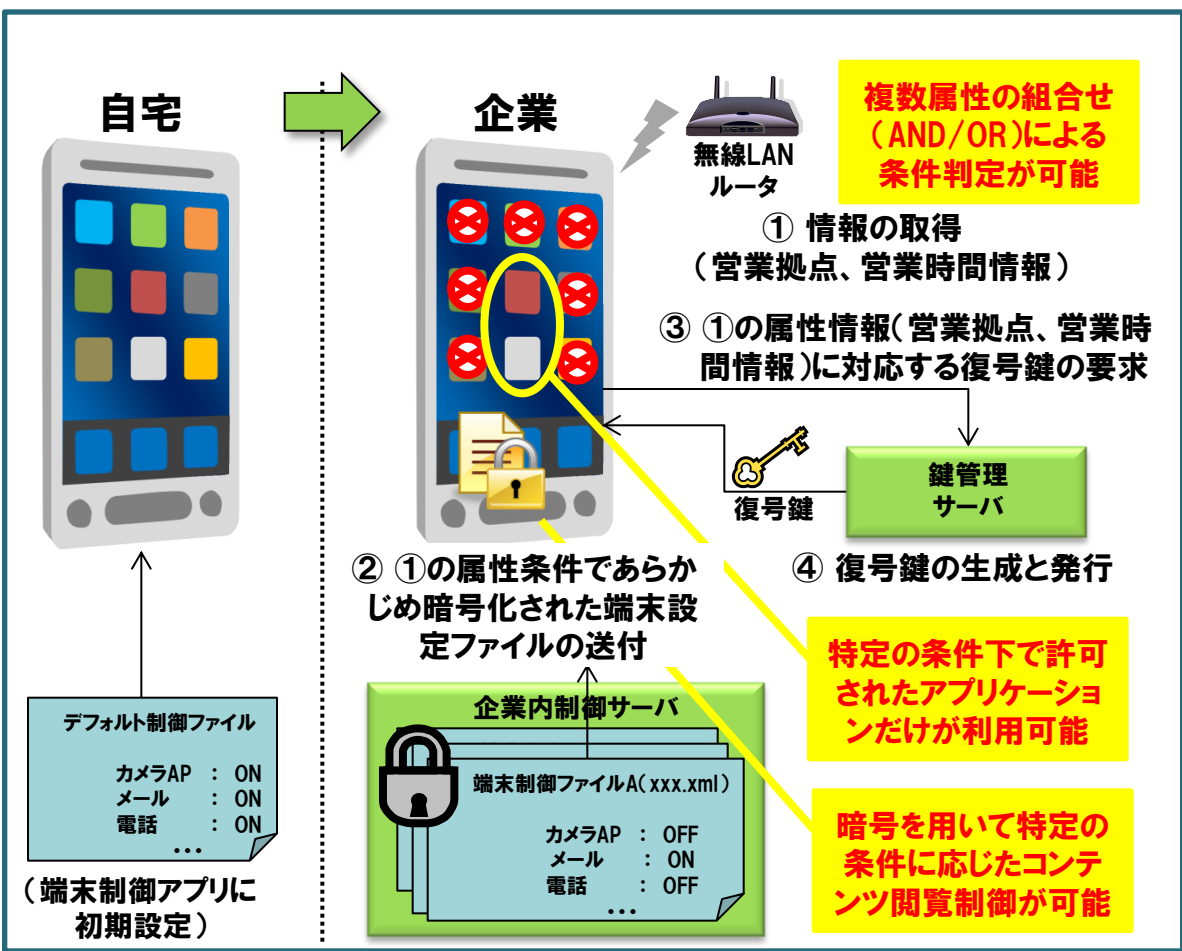 自宅
企業
無線LAN
ルータ
複数属性の組合せ
(AND/OR)による
条件判定が可能
① 情報の取得
(営業拠点、営業時間情報)
③ ①の属性情報(営業拠点、営業時
間情報)に対応する復号鍵の要求
復号鍵
鍵管理
サーバ
② ①の属性条件であらか
じめ暗号化された端末設
定ファイルの送付
④ 復号鍵の生成と発行
特定の条件下で許可
されたアプリケーショ
ンだけが利用可能
デフォルト制御ファイル
カメラAP : ON
メール : ON
電話 : ON
...
(端末制御アプリに
初期設定)
企業内制御サーバ
端末制御ファイルA(xxx.xml)
カメラAP : OFF
メール : ON
電話 : OFF
...
暗号を用いて特定の
条件に応じたコンテ
ンツ閲覧制御が可能